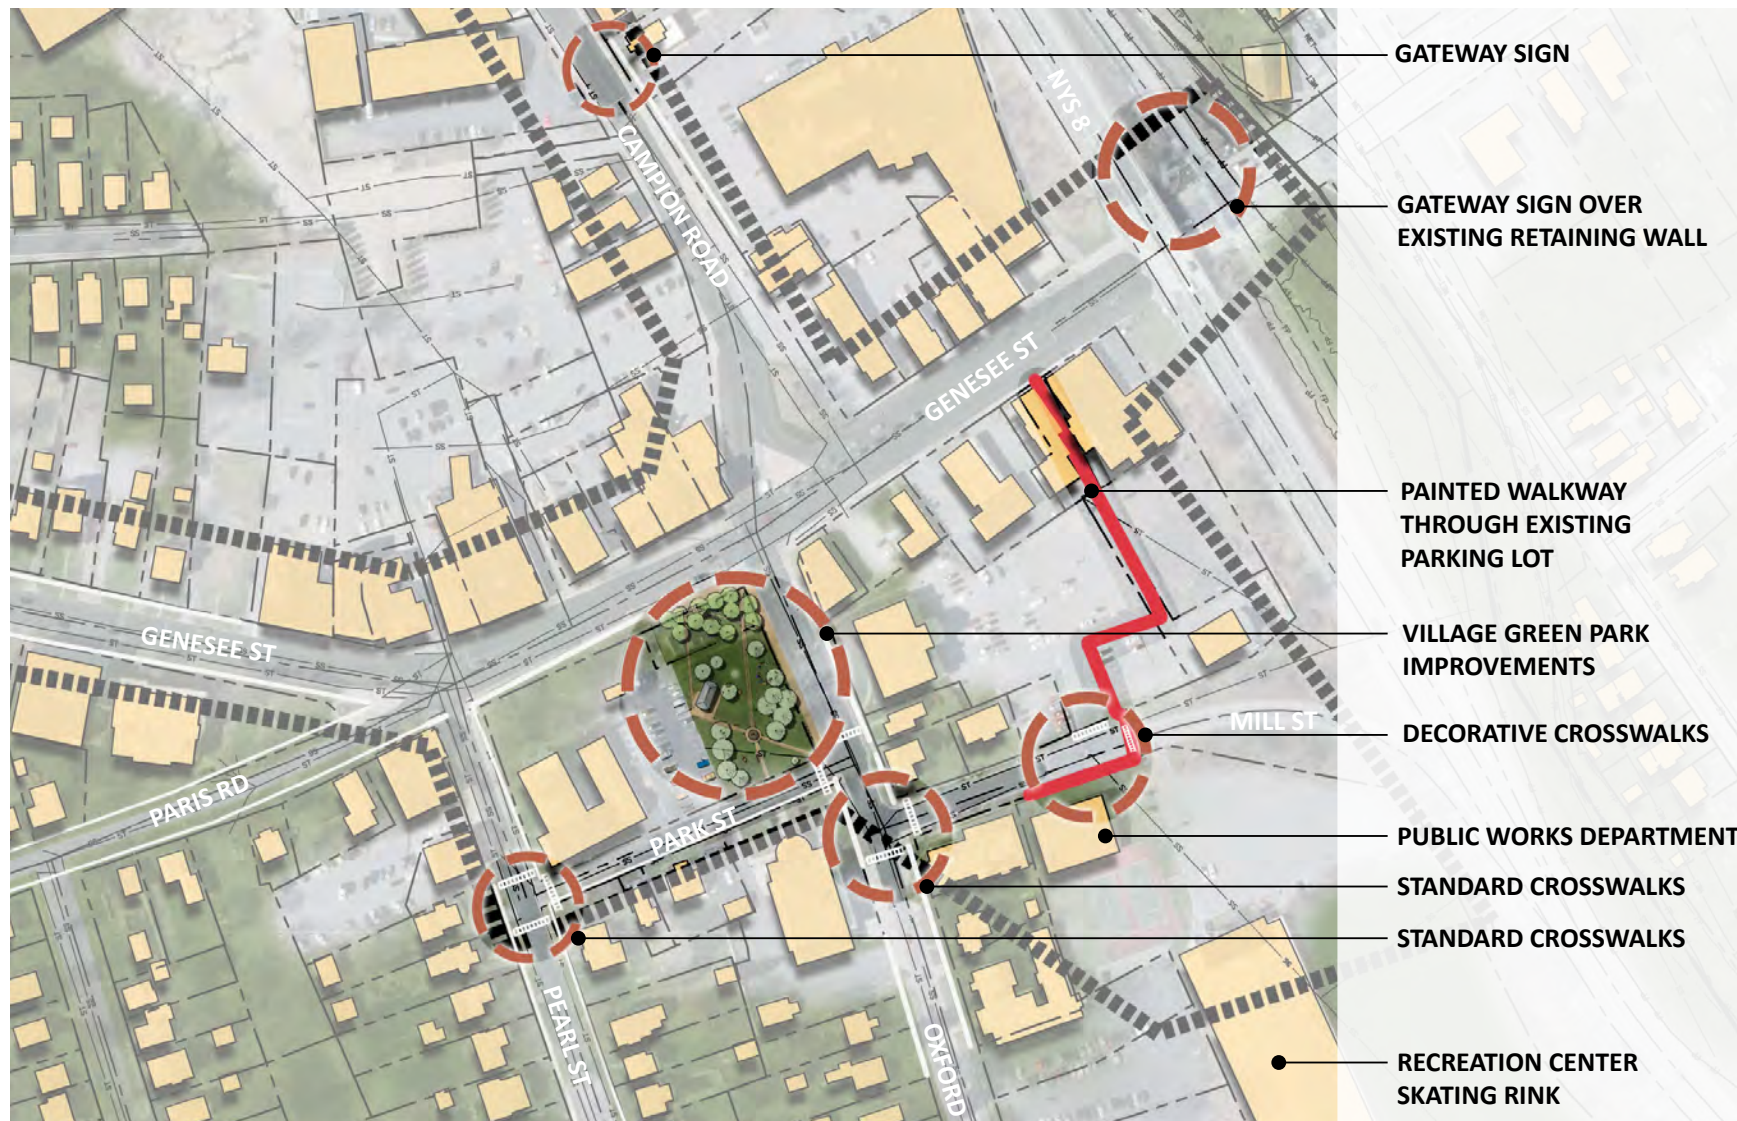 GATEWAY SIGN
NYS 8
CAMPION ROAD
GATEWAY SIGN OVER
EXISTING RETAINING WALL
GENESEE ST
PAINTED WALKWAY
THROUGH EXISTING
PARKING LOT
GENESEE ST
VILLAGE GREEN PARK
IMPROVEMENTS
MILL ST
DECORATIVE CROSSWALKS
PARIS RD
PARK ST
PUBLIC WORKS DEPARTMENT
STANDARD CROSSWALKS
STANDARD CROSSWALKS
PEARL ST
OXFORD
RECREATION CENTER
SKATING RINK